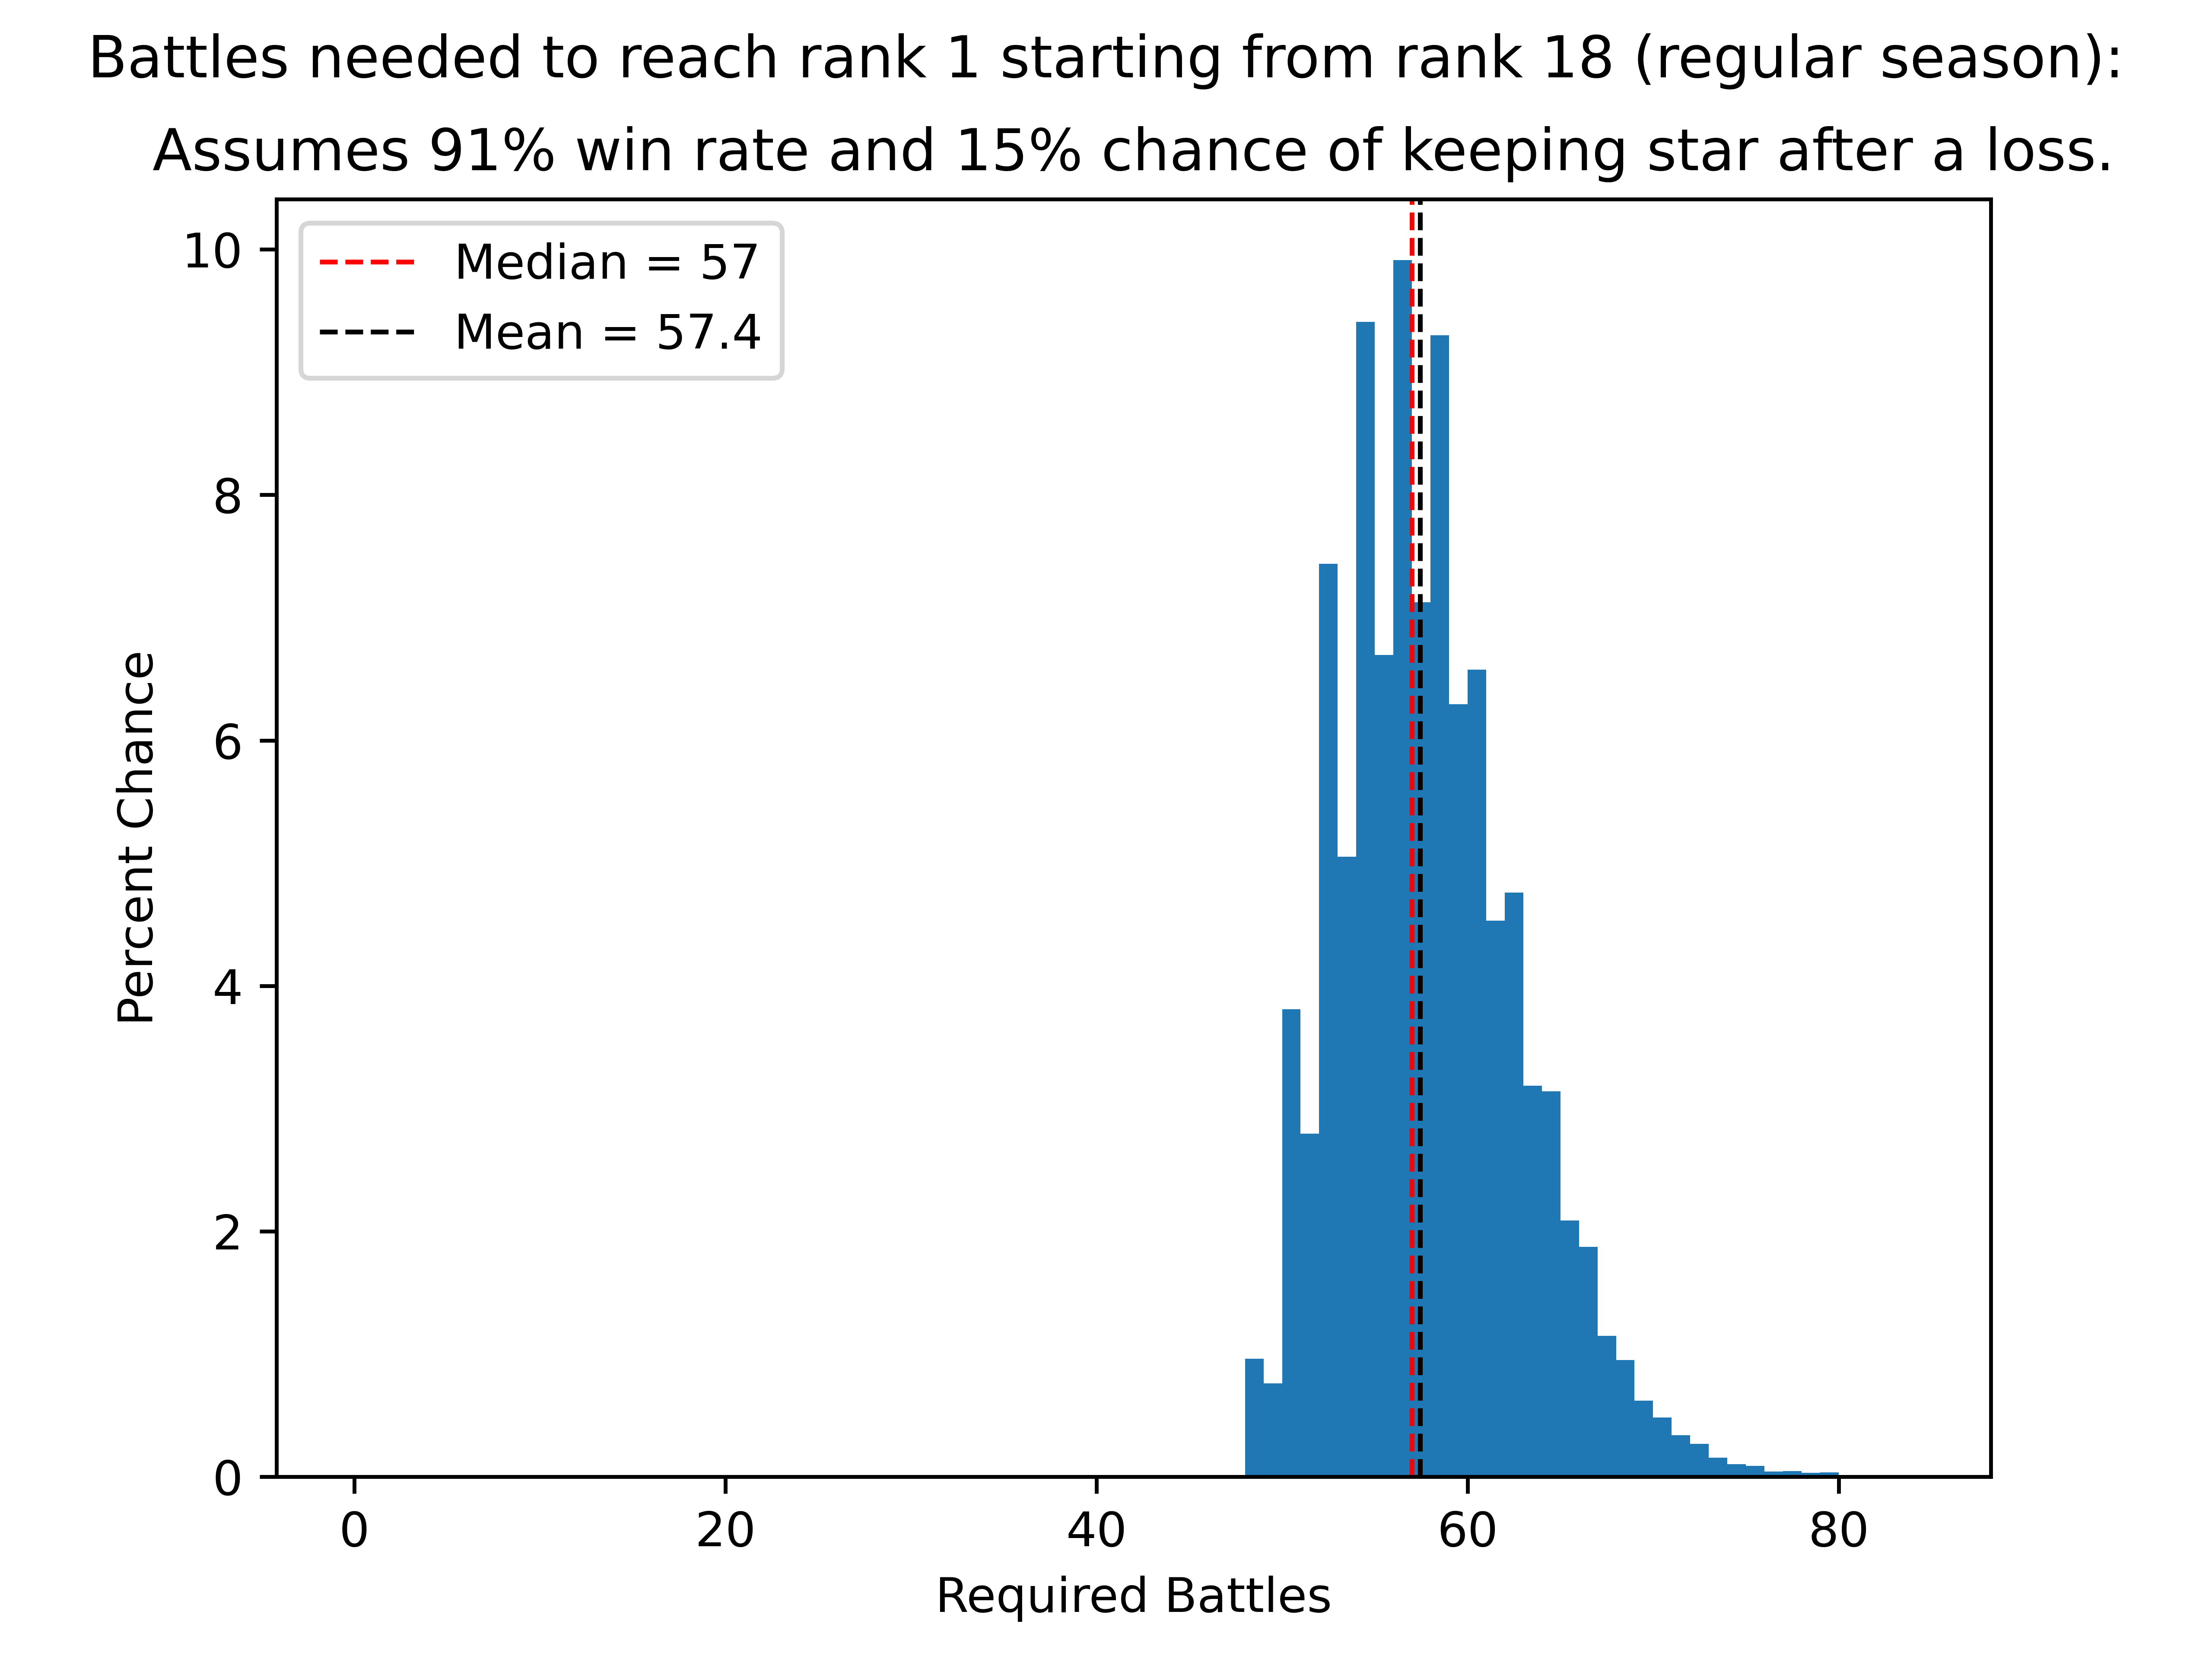 Battles needed to reach rank 1 starting from rank 18 (regular season):
Assumes 91% win rate and 15% chance of keeping star after a loss.
Median = 57
Mean = 57.4
10
8
6
4
2
0
Percent Chance
0 20 40 60 80
Required Battles